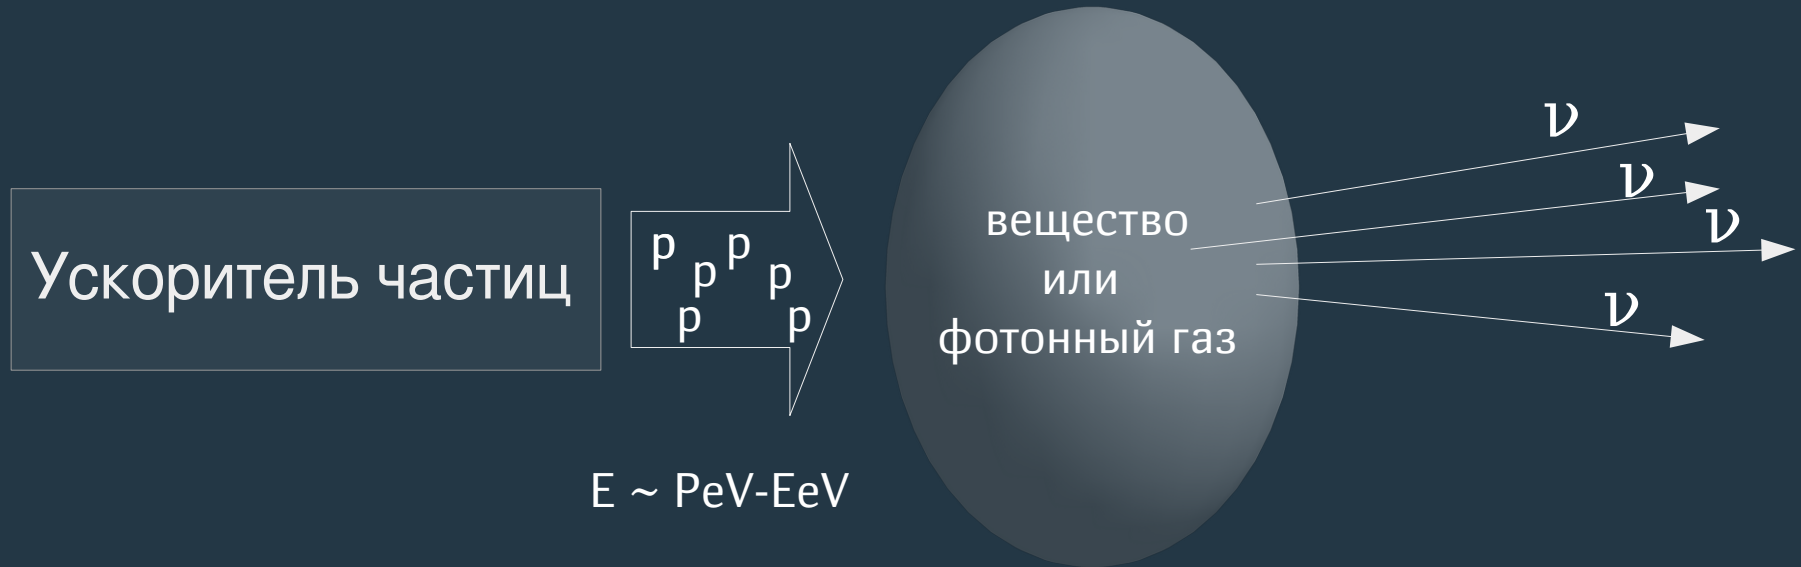 Ускоритель частиц
p p
p p
p p
E ~ PeV-EeV
вещество
или
фотонный газ
ν
ν
ν
ν